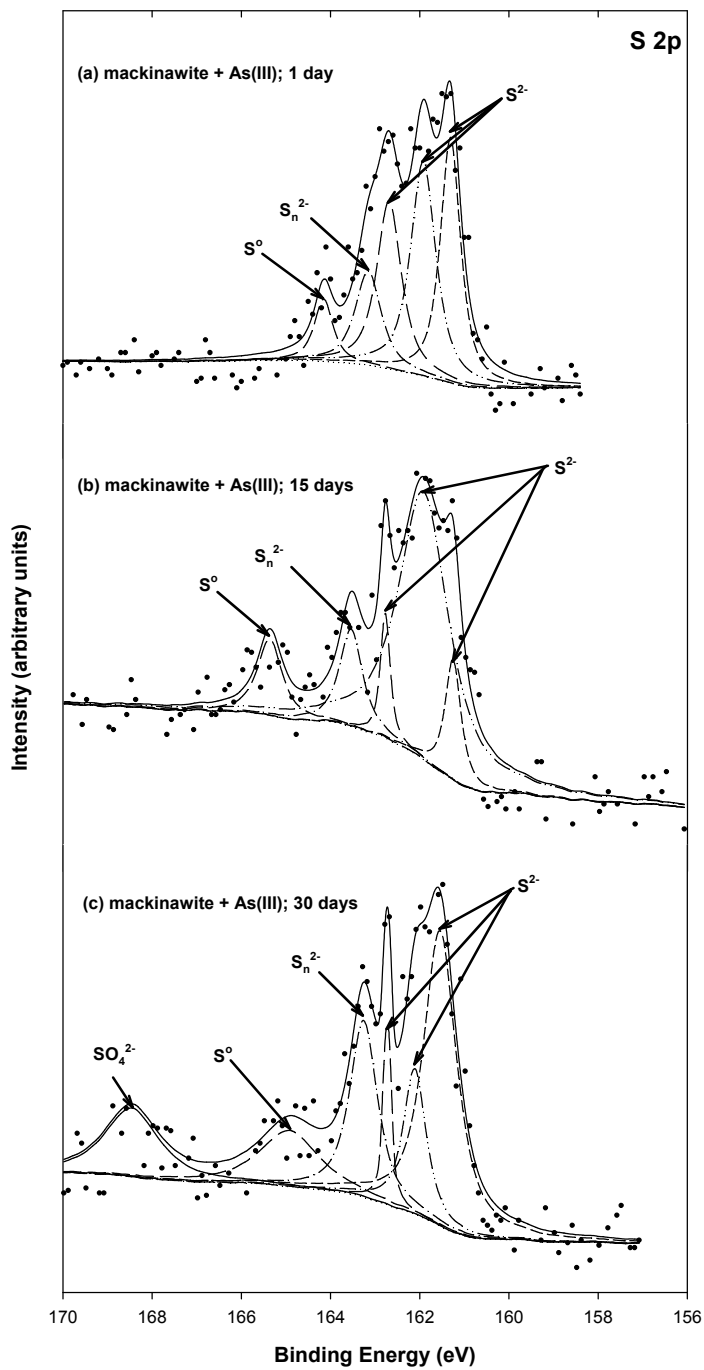 S 2p
(a) mackinawite + As(III); 1 day
S²⁻
Sₙ²⁻
Sº
(b) mackinawite + As(III); 15 days
S²⁻
Sₙ²⁻
Sº
Intensity (arbitrary units)
(c) mackinawite + As(III); 30 days
S²⁻
Sₙ²⁻
SO₄²⁻
Sº
170 168 166 164 162 160 158 156
Binding Energy (eV)